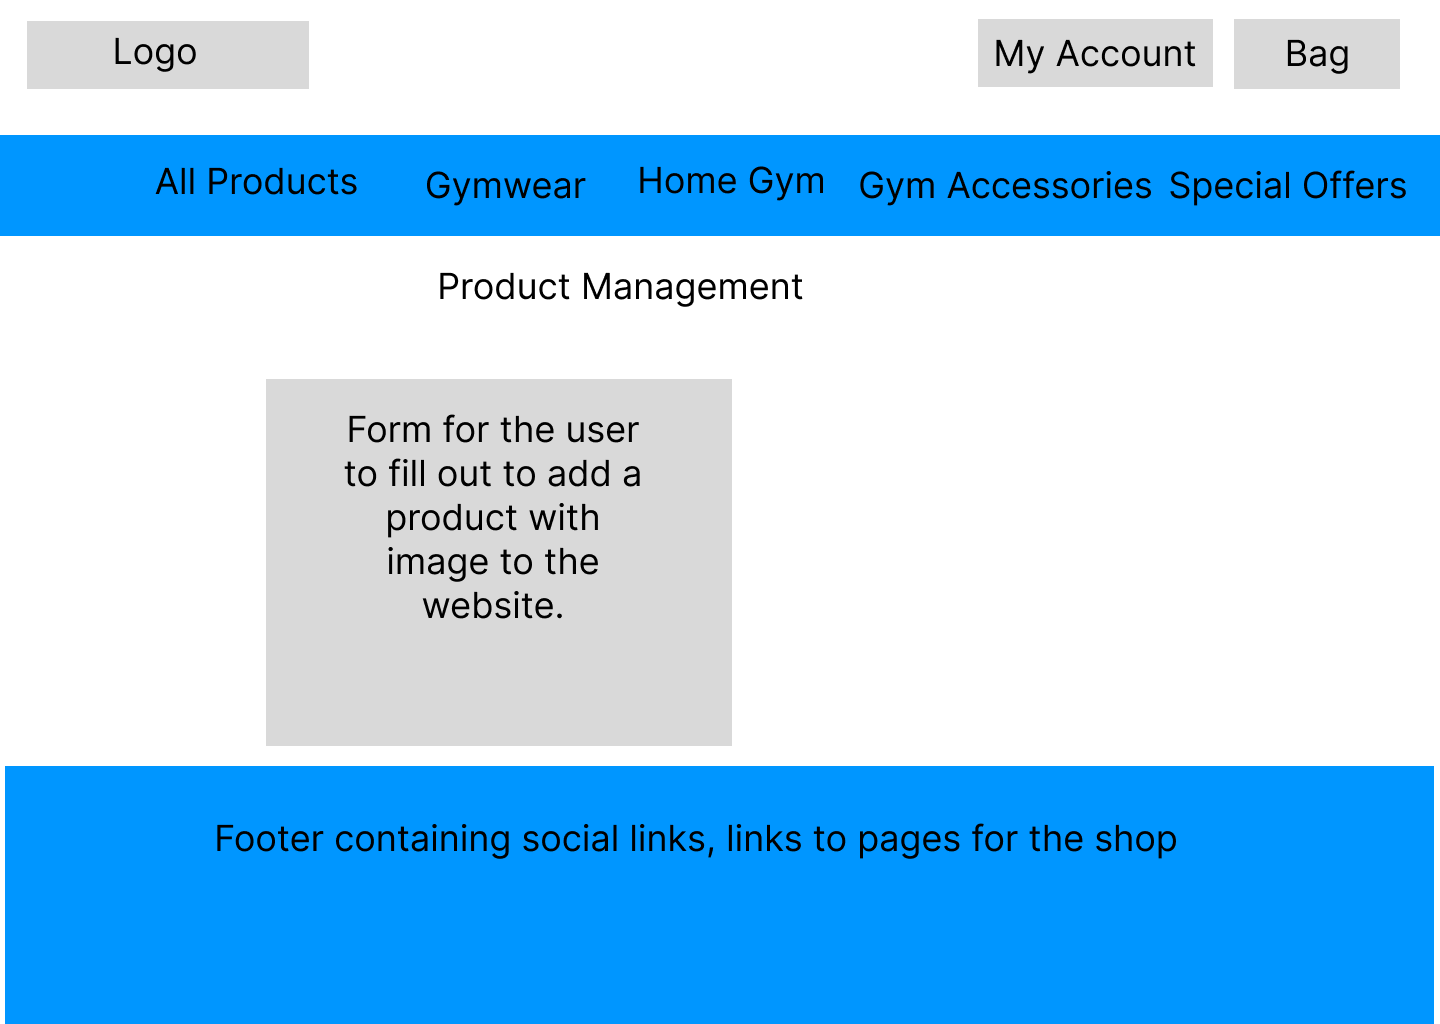 Logo
My Account
Bag
All Products
Gymwear
Home Gym
Gym Accessories
Special Offers
Product Management
Form for the user
to fill out to add a
product with
image to the
website.
Footer containing social links, links to pages for the shop